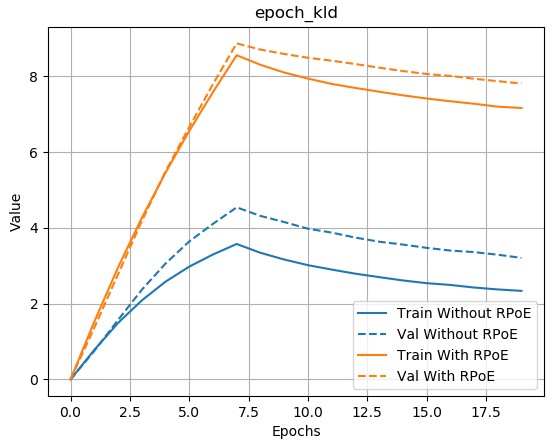 epoch_kld
Value
8
6
4
2
0
0.0 2.5 5.0 7.5 10.0 12.5 15.0 17.5
Epochs
Train Without RPoE
Val Without RPoE
Train With RPoE
Val With RPoE